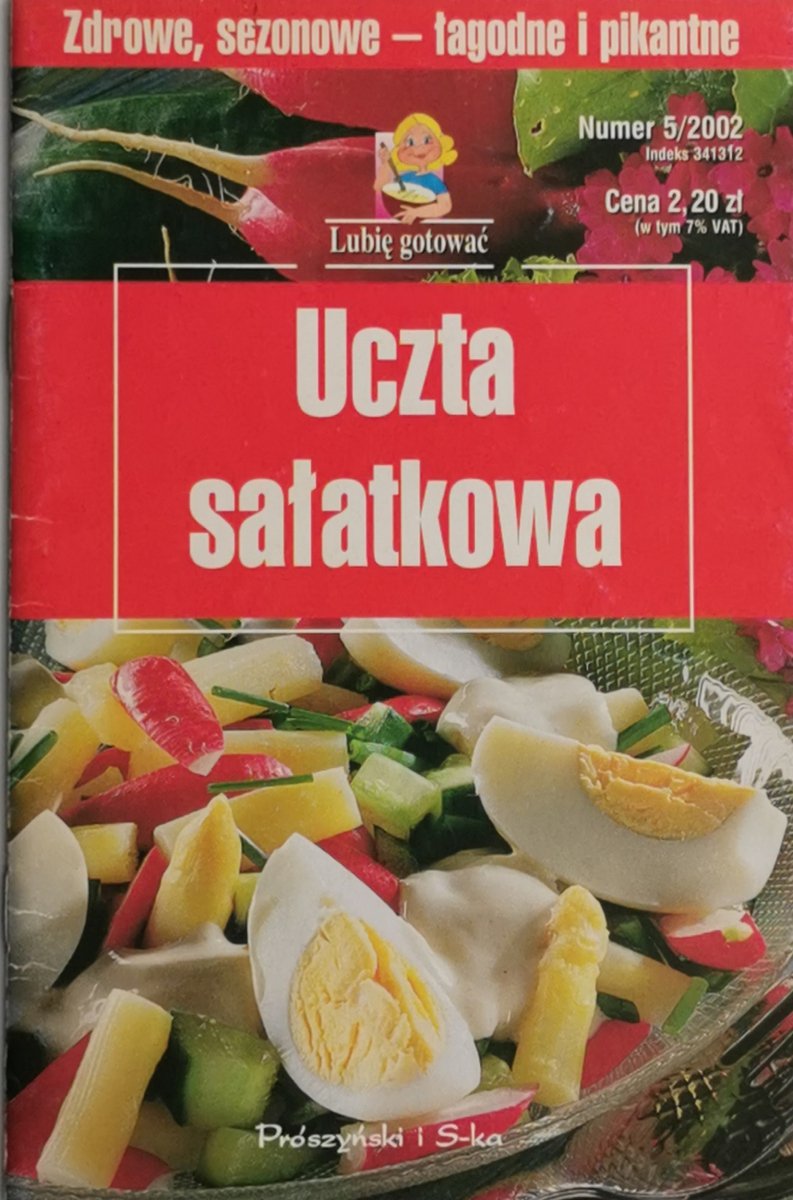 Zdrowe, sezonowe – łagodne i pikantne
Numer 5/2002
Indeks 341312
Cena 2,20 zł
(w tym 7% VAT)
Lubię gotować
Uczta
sałatkowa
Prószyński i S-ka